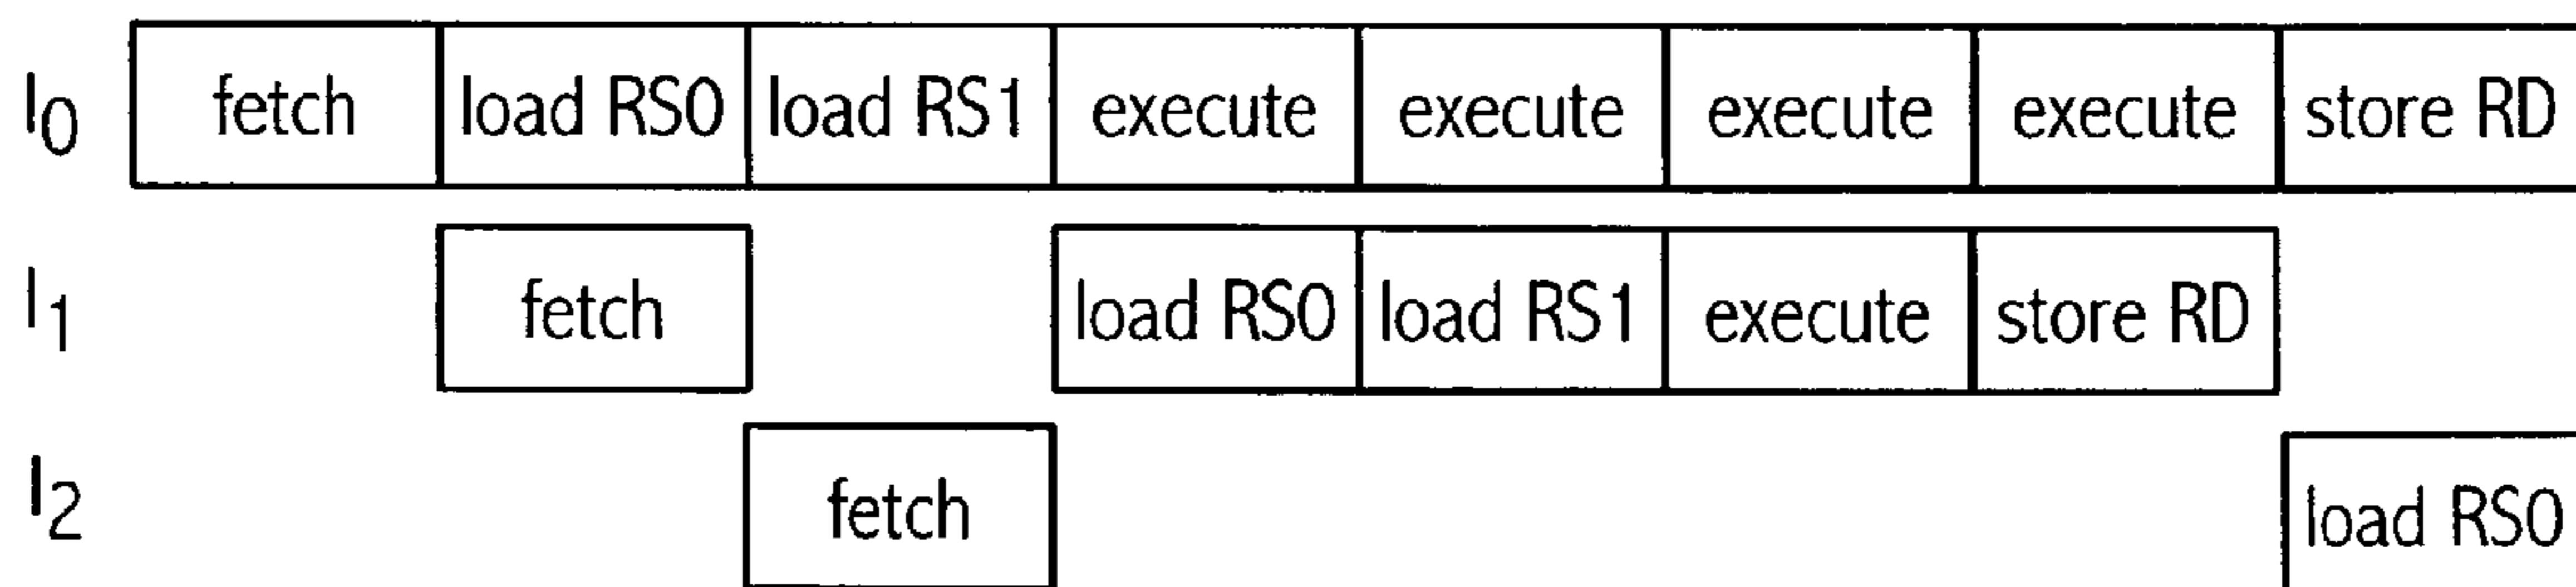 I0 fetch load RS0 load RS1 execute execute execute execute store RD
I1 fetch load RS0 load RS1 execute store RD
I2 fetch load RS0